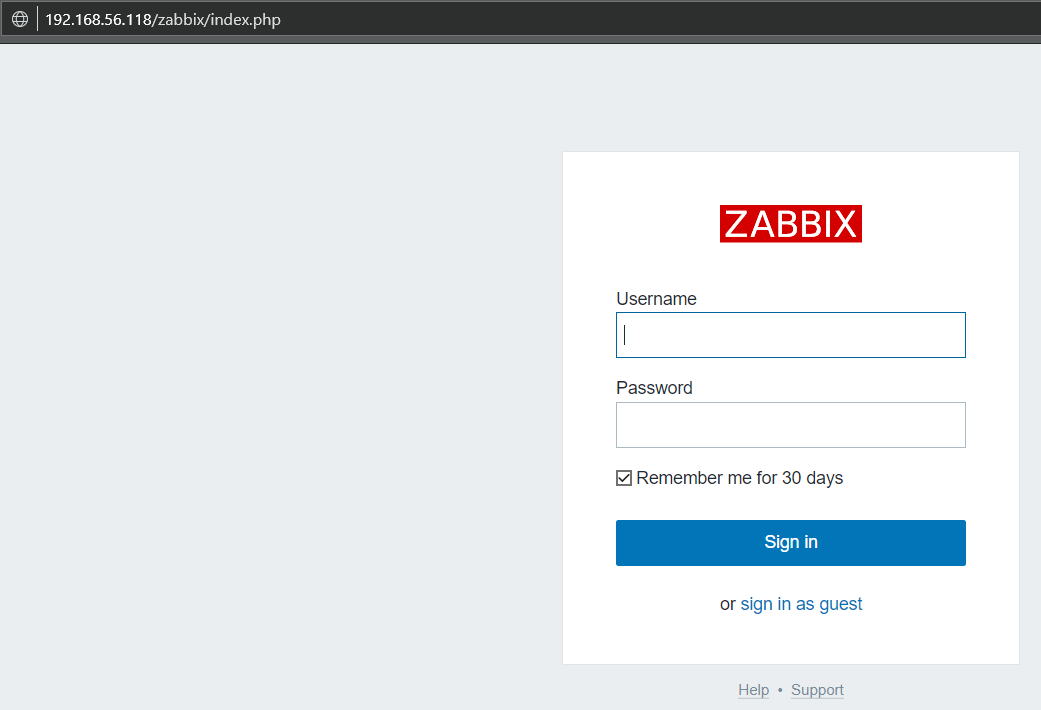 192.168.56.118/zabbix/index.php
ZABBIX
Username
Password
Remember me for 30 days
Sign in
or sign in as guest
Help • Support